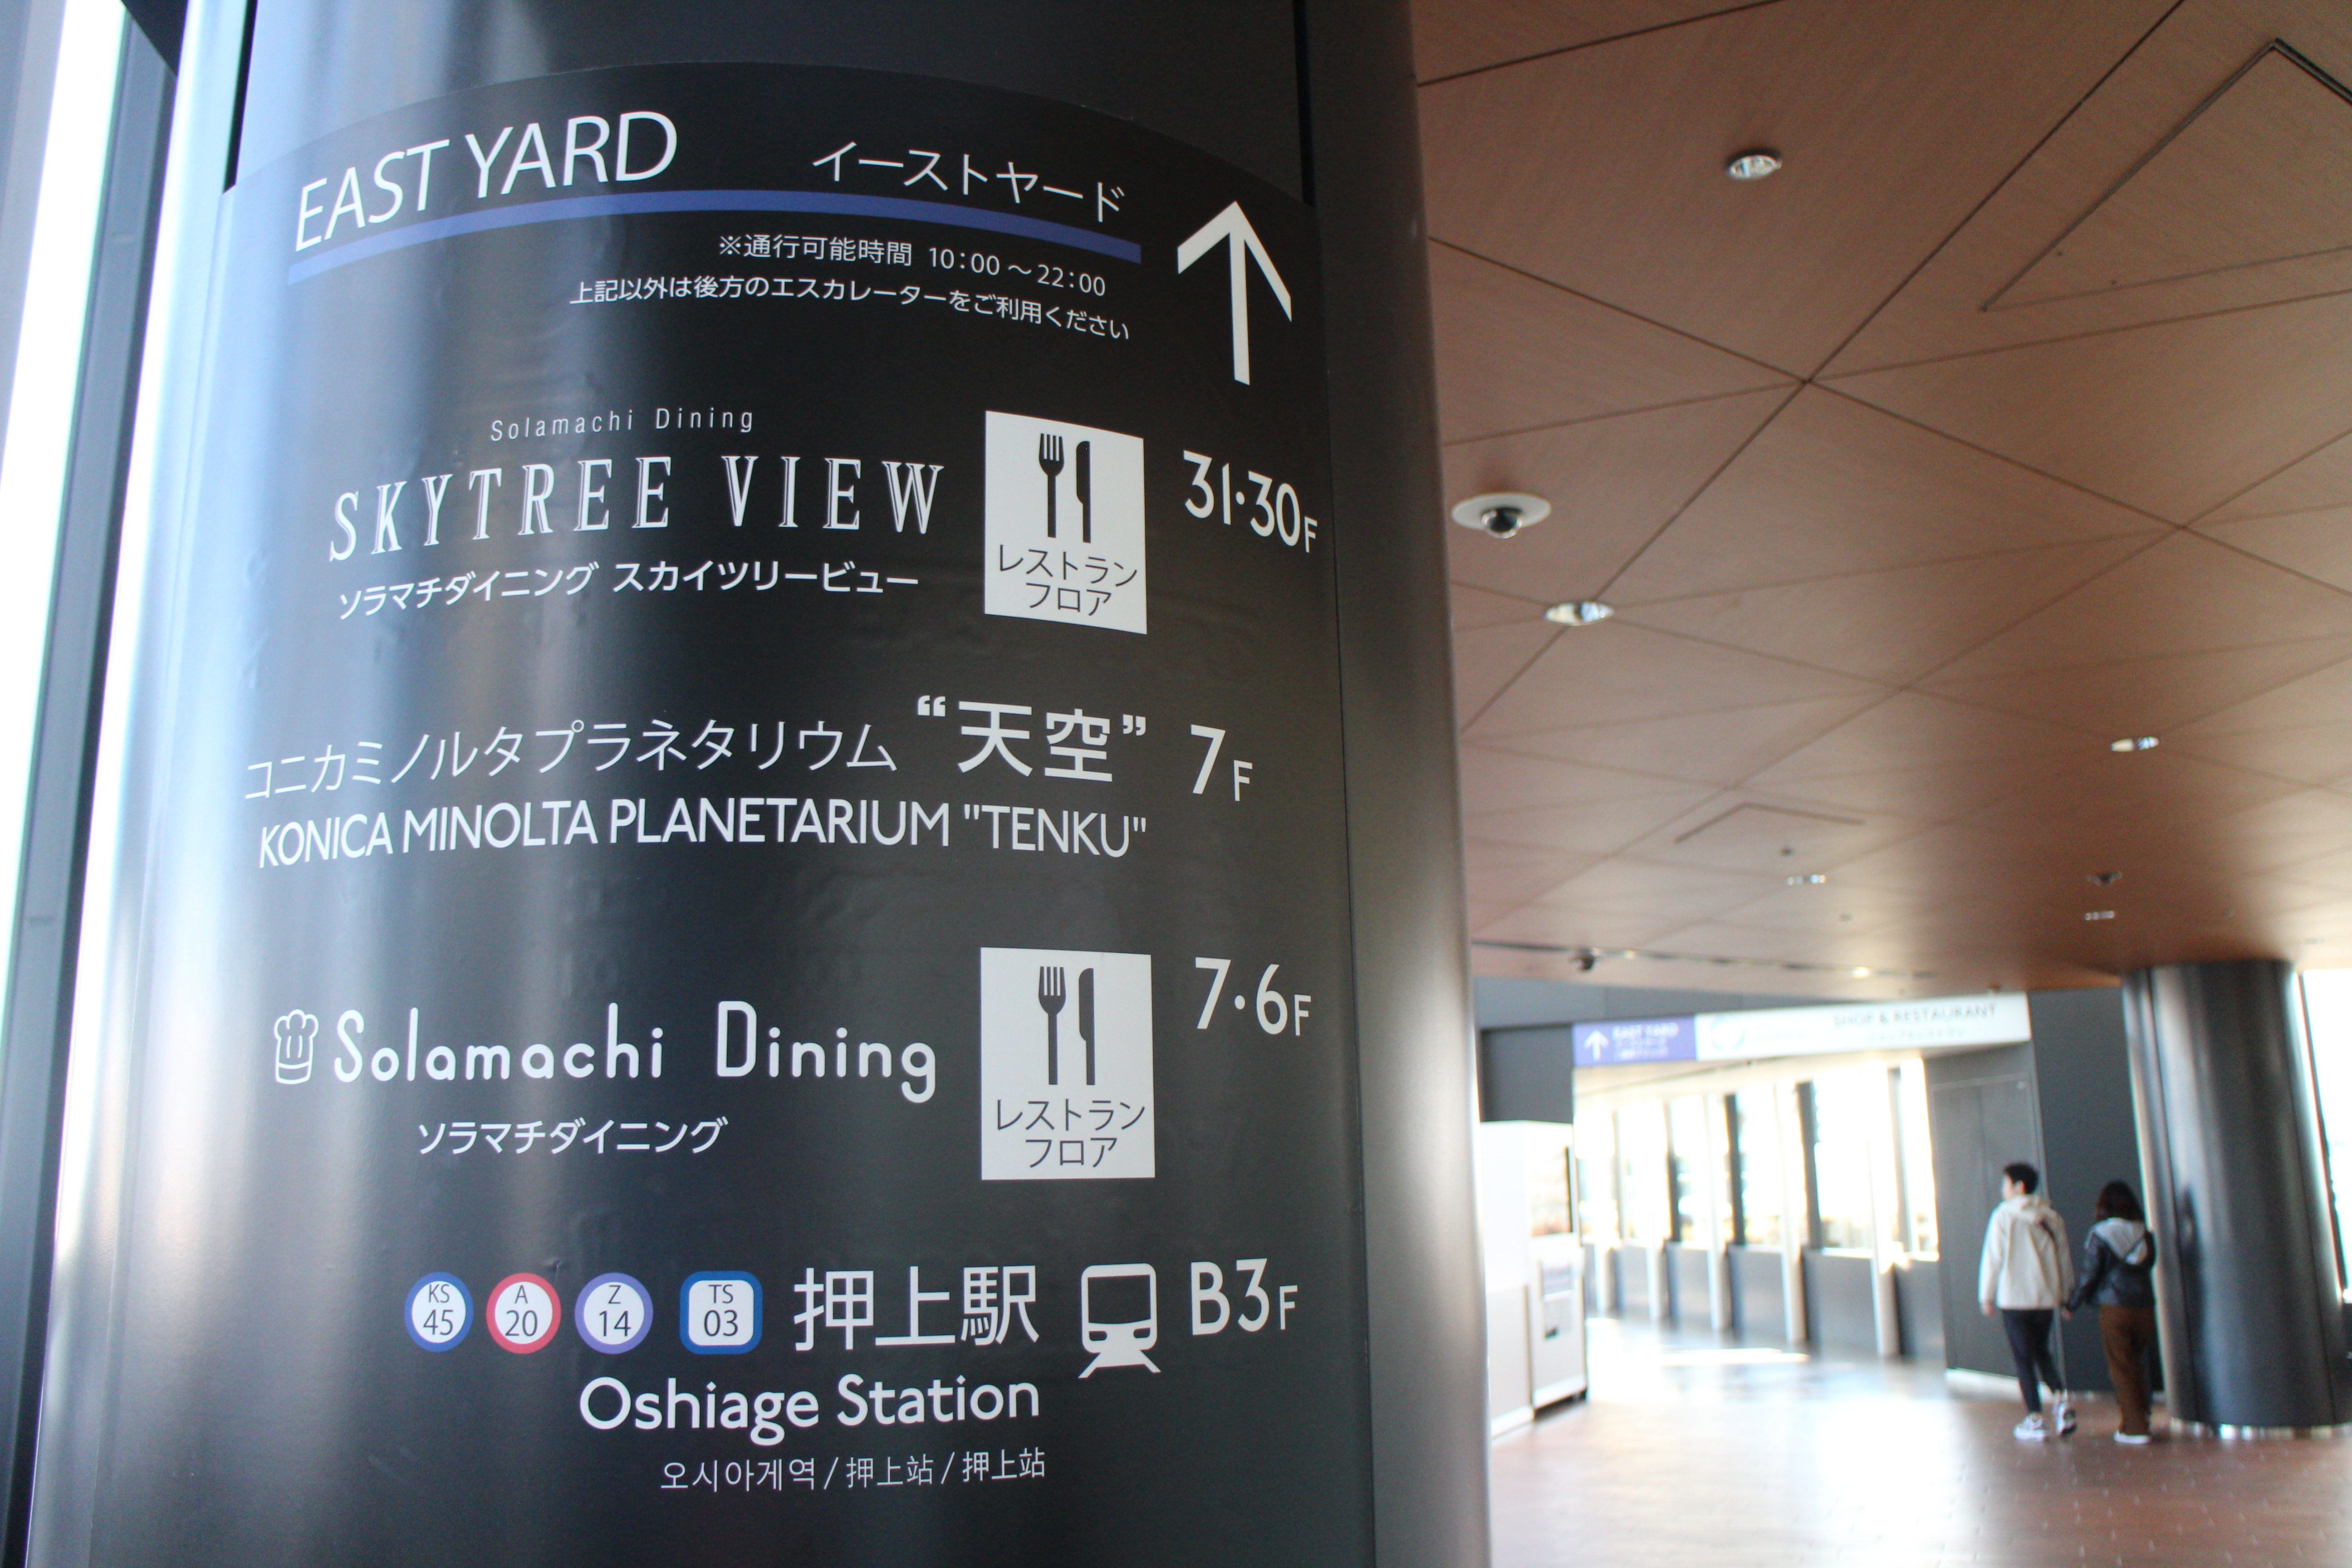 EAST YARD イーストヤード
※通行可能時間 10:00～22:00
上記以外は後方のエスカレーターをご利用ください
Solamachi Dining
SKYTREE VIEW
ソラマチダイニング スカイツリービュー
レストラン
フロア
31・30F
コニカミノルタプラネタリウム “天空” 7F
KONICA MINOLTA PLANETARIUM "TENKU"
Solamachi Dining
ソラマチダイニング
レストラン
フロア
7・6F
KS 45 A 20 Z 14 TS 03 押上駅 B3F
Oshiage Station
오시아게역 / 押上站 / 押上站
EAST YARD
SHOP & RESTAURANT